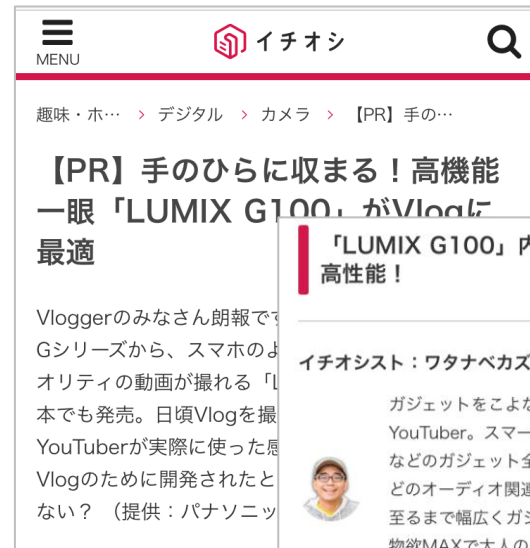 MENU
イチオシ
趣味・ホ… > デジタル > カメラ > 【PR】手の…
【PR】手のひらに収まる！高機能
一眼「LUMIX G100」がVlogに
最適
Vloggerのみなさん朗報で
Gシリーズから、スマホのよ
オリティの動画が撮れる「
本でも発売。日頃Vlogを撮
YouTuberが実際に使った感
Vlogのために開発されたと
ない？ （提供：パナソニッ
「LUMIX G100」内
高性能！
イチオシスト：ワタナベカズ
ガジェットをこよな
YouTuber。スマー
などのガジェット全
どのオーディオ関連
至るまで幅広くガジ
物欲MAXで大人の